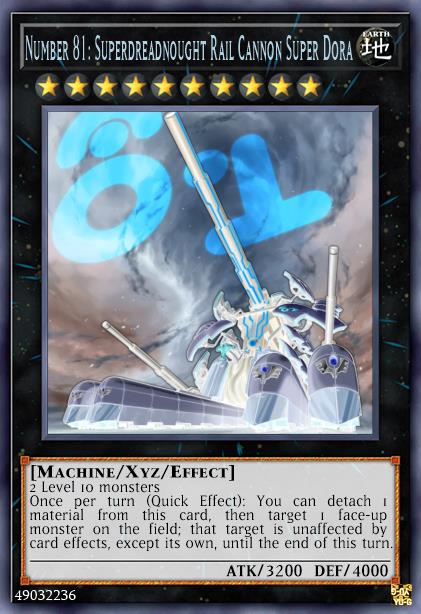 NUMBER 81: SUPERDREADNOUGHT RAIL CANNON SUPER DORA
EARTH
地
81
[MACHINE/XYZ/EFFECT]
2 Level 10 monsters
Once per turn (Quick Effect): You can detach 1
material from this card, then target 1 face-up
monster on the field; that target is unaffected by
card effects, except its own, until the end of this turn.
ATK/3200 DEF/4000
49032236